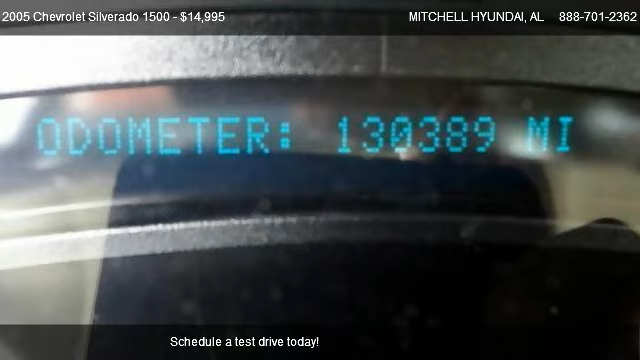 2005 Chevrolet Silverado 1500 - $14,995 MITCHELL HYUNDAI, AL 888-701-2362
ODOMETER: 130389 MI
Schedule a test drive today!